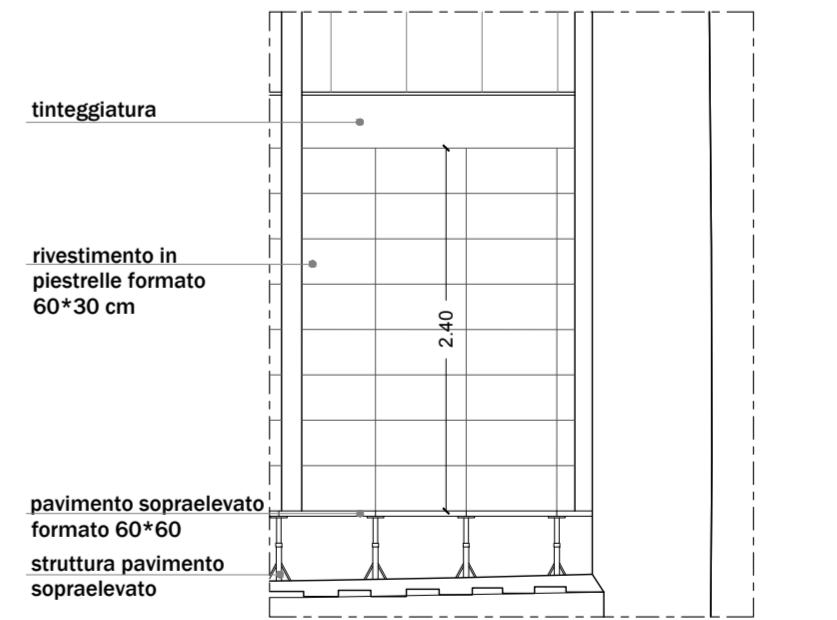 tinteggiatura
rivestimento in
piestrelle formato
60*30 cm
2.40
pavimento sopraelevato
formato 60*60
struttura pavimento
sopraelevato